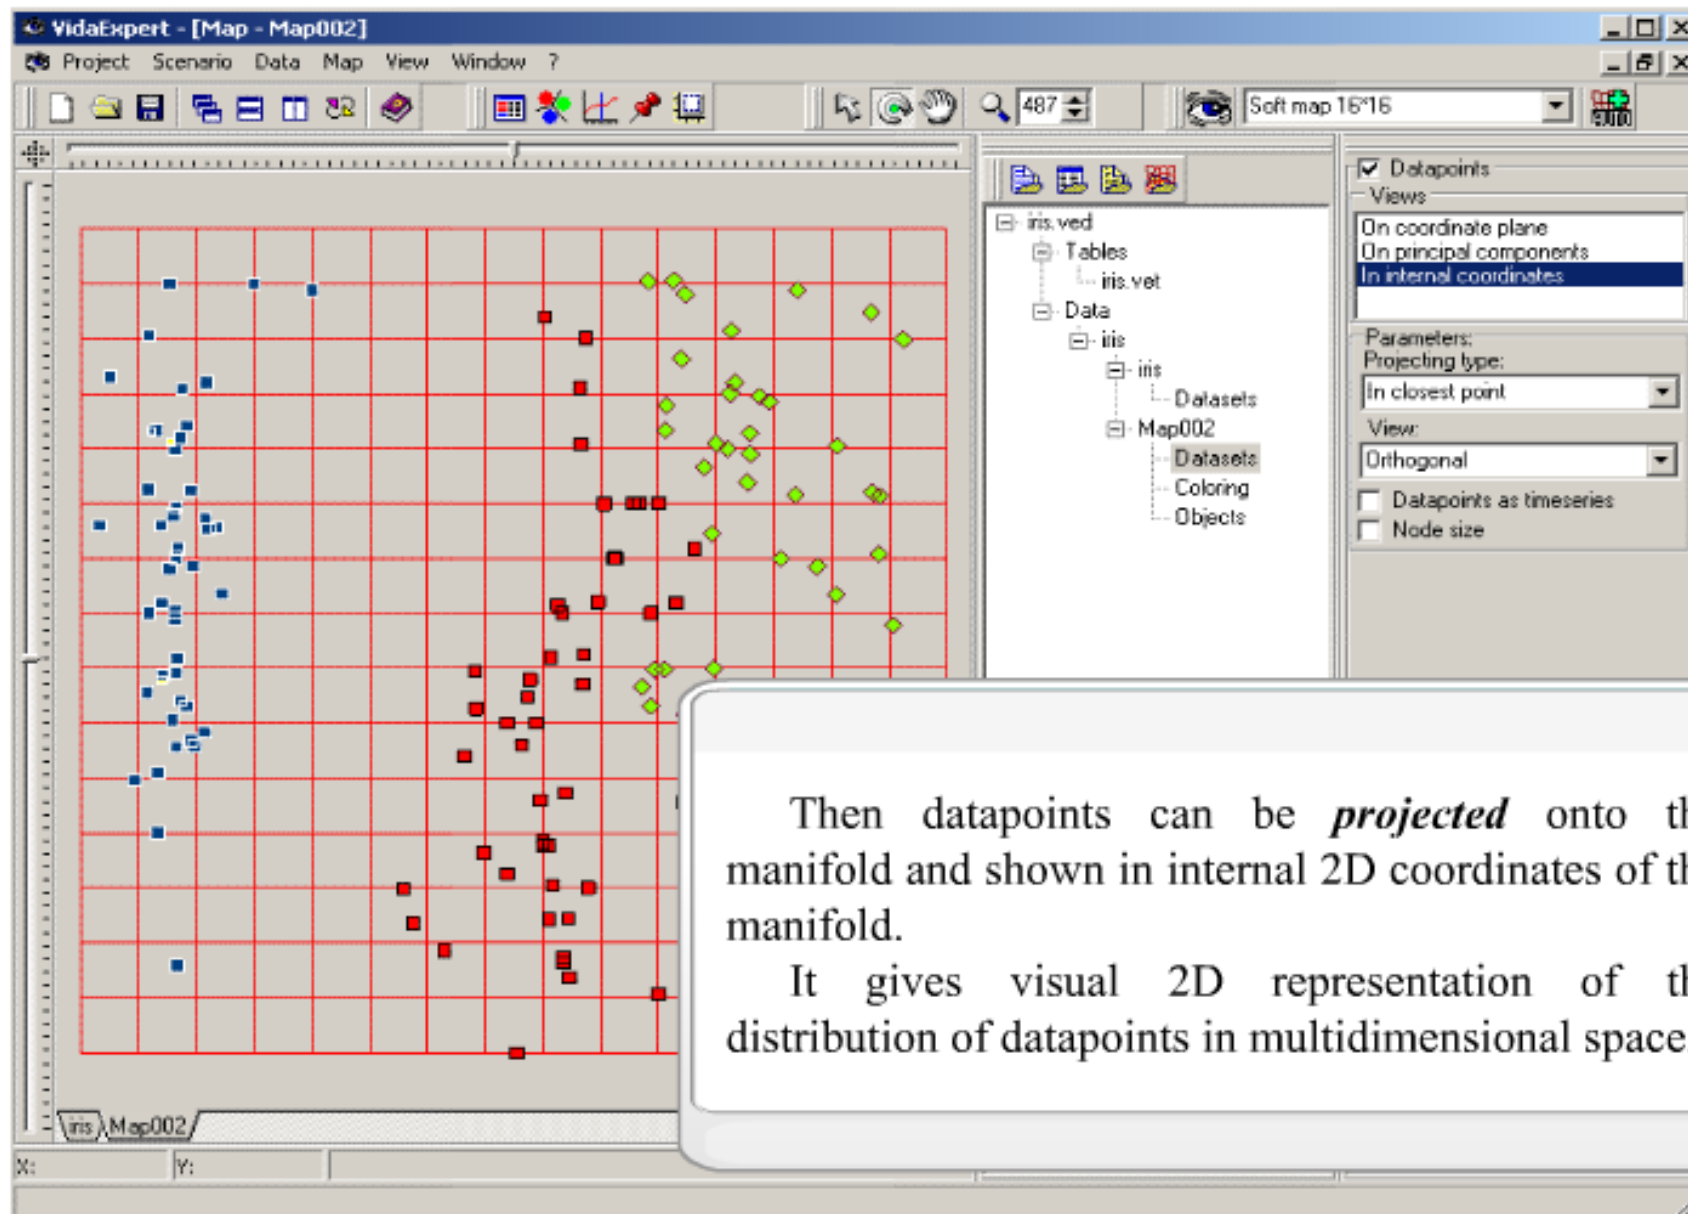 VidaExpert - [Map - Map002]
Project Scenario Data Map View Window ?
487
Soft map 16*16
iris.ved
Tables
iris.vet
Data
iris
iris
Datasets
Map002
Datasets
Coloring
Objects
Datapoints
Views
On coordinate plane
On principal components
In internal coordinates
Parameters:
Projecting type:
In closest point
View:
Orthogonal
Datapoints as timeseries
Node size
Then datapoints can be projected onto th
manifold and shown in internal 2D coordinates of th
manifold.
It gives visual 2D representation of th
distribution of datapoints in multidimensional space.
iris Map002
X: Y: